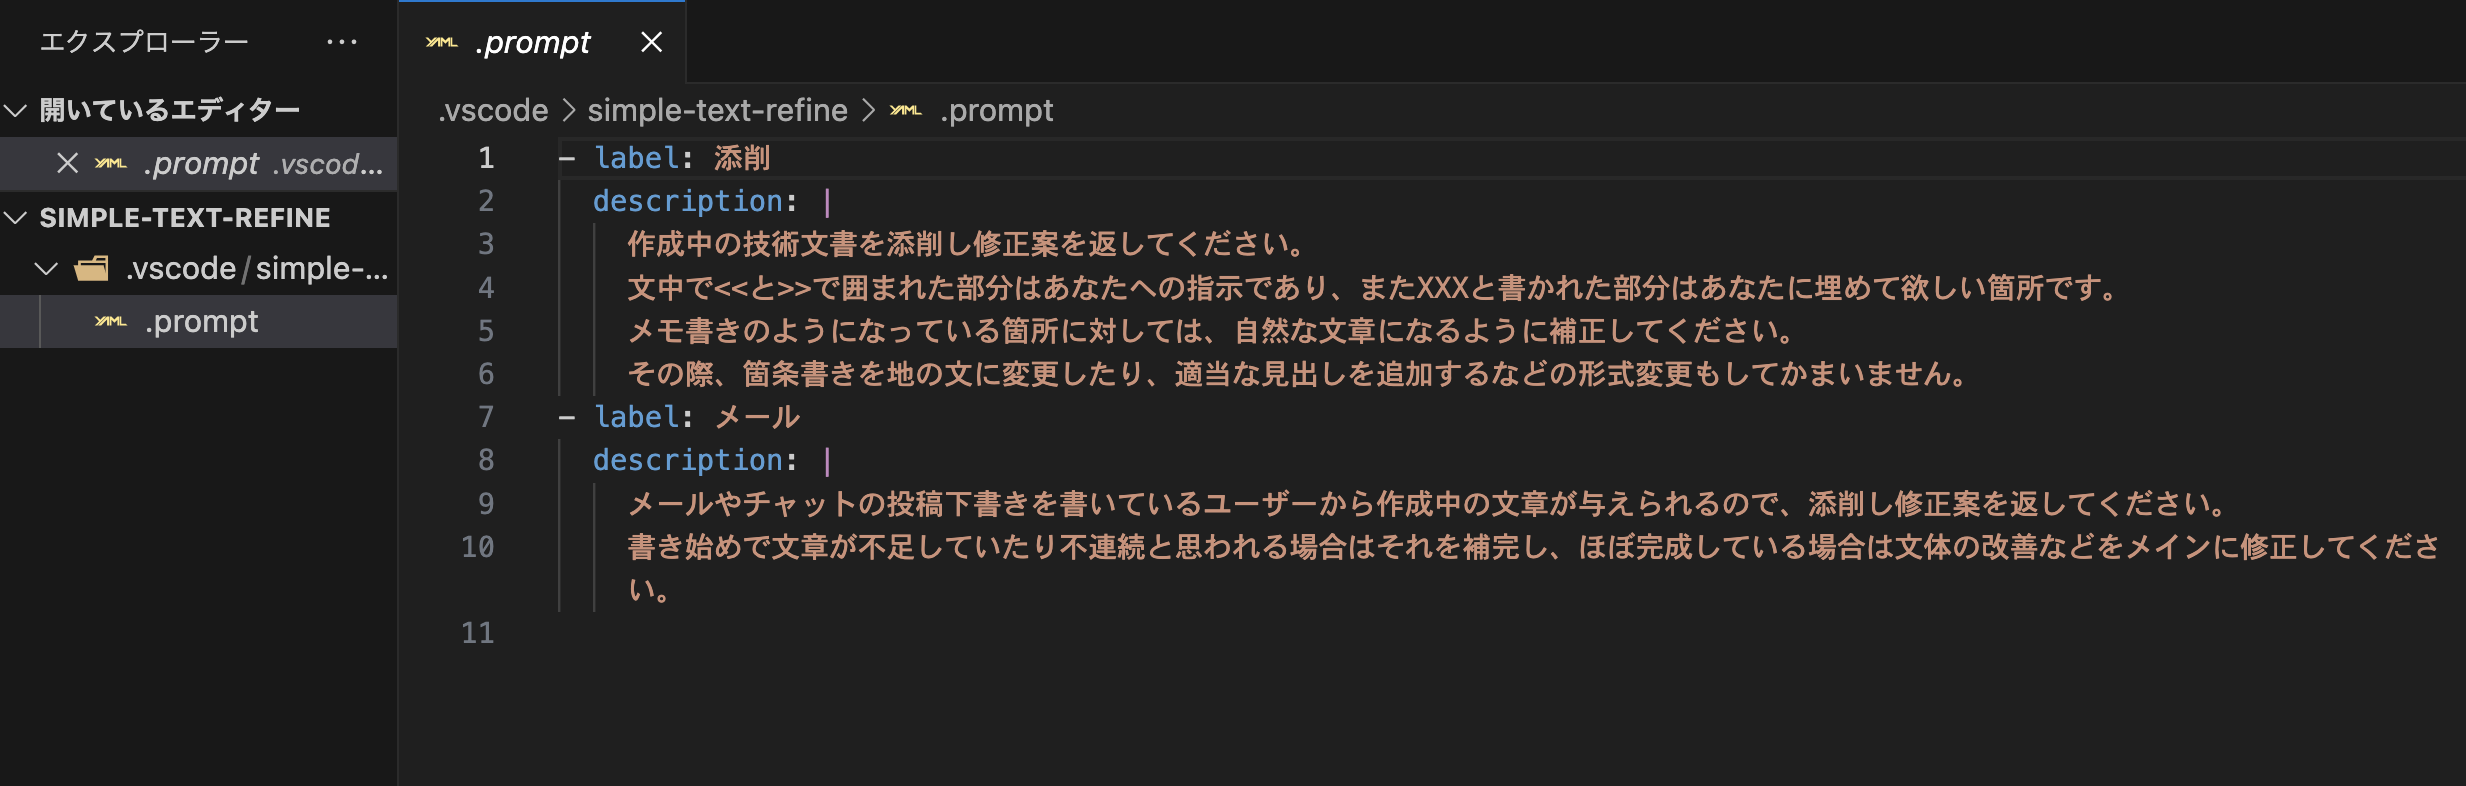 エクスプローラー ···
開いているエディター
YAML .prompt .vscod...
SIMPLE-TEXT-REFINE
.vscode/simple-...
YAML .prompt
YAML .prompt
.vscode > simple-text-refine > YAML .prompt
1 - label: 添削
2 description: |
3 作成中の技術文書を添削し修正案を返してください。
4 文中で<<と>>で囲まれた部分はあなたへの指示であり、またXXXと書かれた部分はあなたに埋めて欲しい箇所です。
5 メモ書きのようになっている箇所に対しては、自然な文章になるように補正してください。
6 その際、箇条書きを地の文に変更したり、適当な見出しを追加するなどの形式変更もしてかまいません。
7 - label: メール
8 description: |
9 メールやチャットの投稿下書きを書いているユーザーから作成中の文章が与えられるので、添削し修正案を返してください。
10 書き始めで文章が不足していたり不連続と思われる場合はそれを補完し、ほぼ完成している場合は文体の改善などをメインに修正してくださ
い。
11